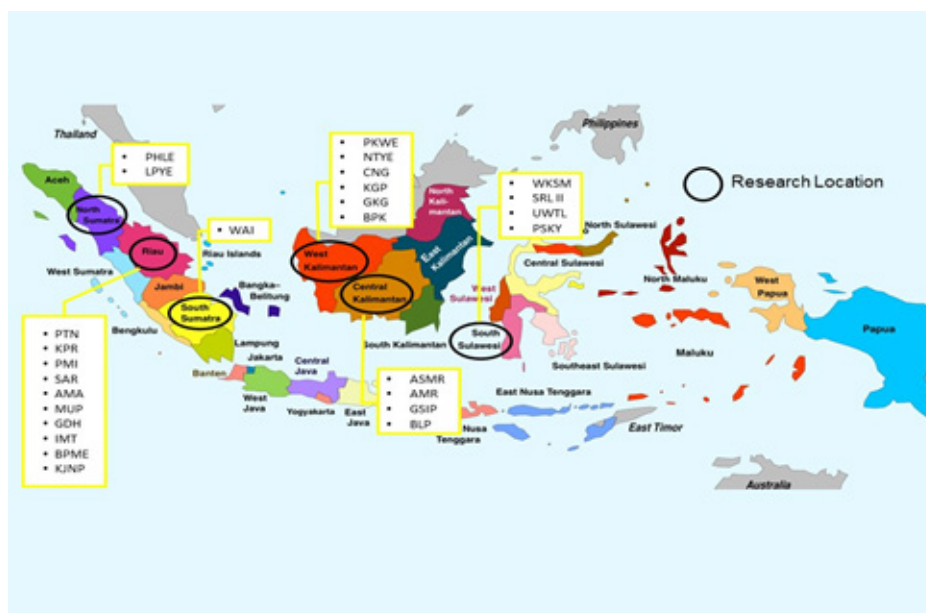 Thailand
Philippines
• PHLE
• LPYE
• PKWE
• NTYE
• CNG
• KGP
• GKG
• BPK
• WKSM
• SRL II
• UWTL
• PSKY
Research Location
Aceh
North Sumatra
• WAI
North Kali-mantan
North Sulawesi
Riau
Riau Islands
West Kalimantan
East Kalimantan
Central Sulawesi
West Sumatra
North Maluku
West Papua
Jambi
Bangka-Belitung
Central Kalimantan
West Sulawesi
South Sumatra
Papua
Bengkulu
South Kalimantan
South Sulawesi
• PTN
• KPR
• PMI
• SAR
• AMA
• MUP
• GDH
• IMT
• BPME
• KJNP
Lampung
Jakarta
Maluku
Southeast Sulawesi
Banten
Central Java
• ASMR
• AMR
• GSIP
• BLP
West Java
Yogyakarta
East Java
East Nusa Tenggara
Nusa Tenggara
East Timor
Australia